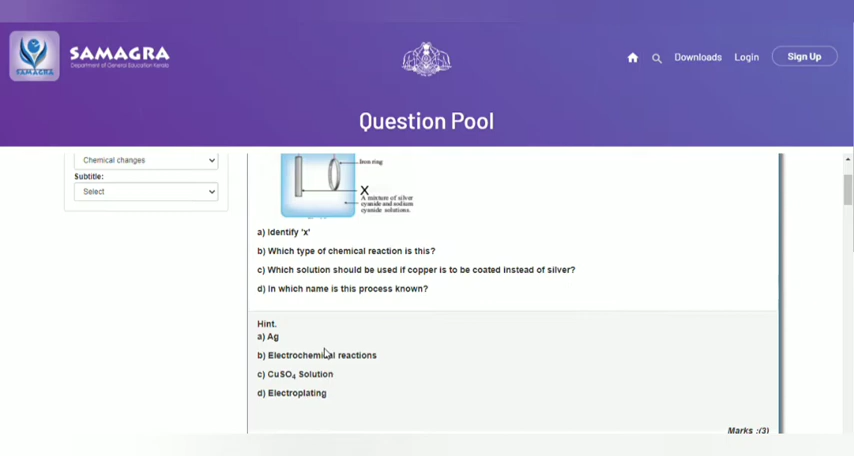 SAMAGRA
Department of General Education Kerala
SAMAGRA
Downloads
Login
Sign Up
Question Pool
Chemical changes
Subtitle:
Select
Iron ring
X
A mixture of silver
cyanide and sodium
cyanide solutions.
a) Identify 'x'
b) Which type of chemical reaction is this?
c) Which solution should be used if copper is to be coated instead of silver?
d) In which name is this process known?
Hint.
a) Ag
b) Electrochemical reactions
c) CuSO₄ Solution
d) Electroplating
Marks :(3)